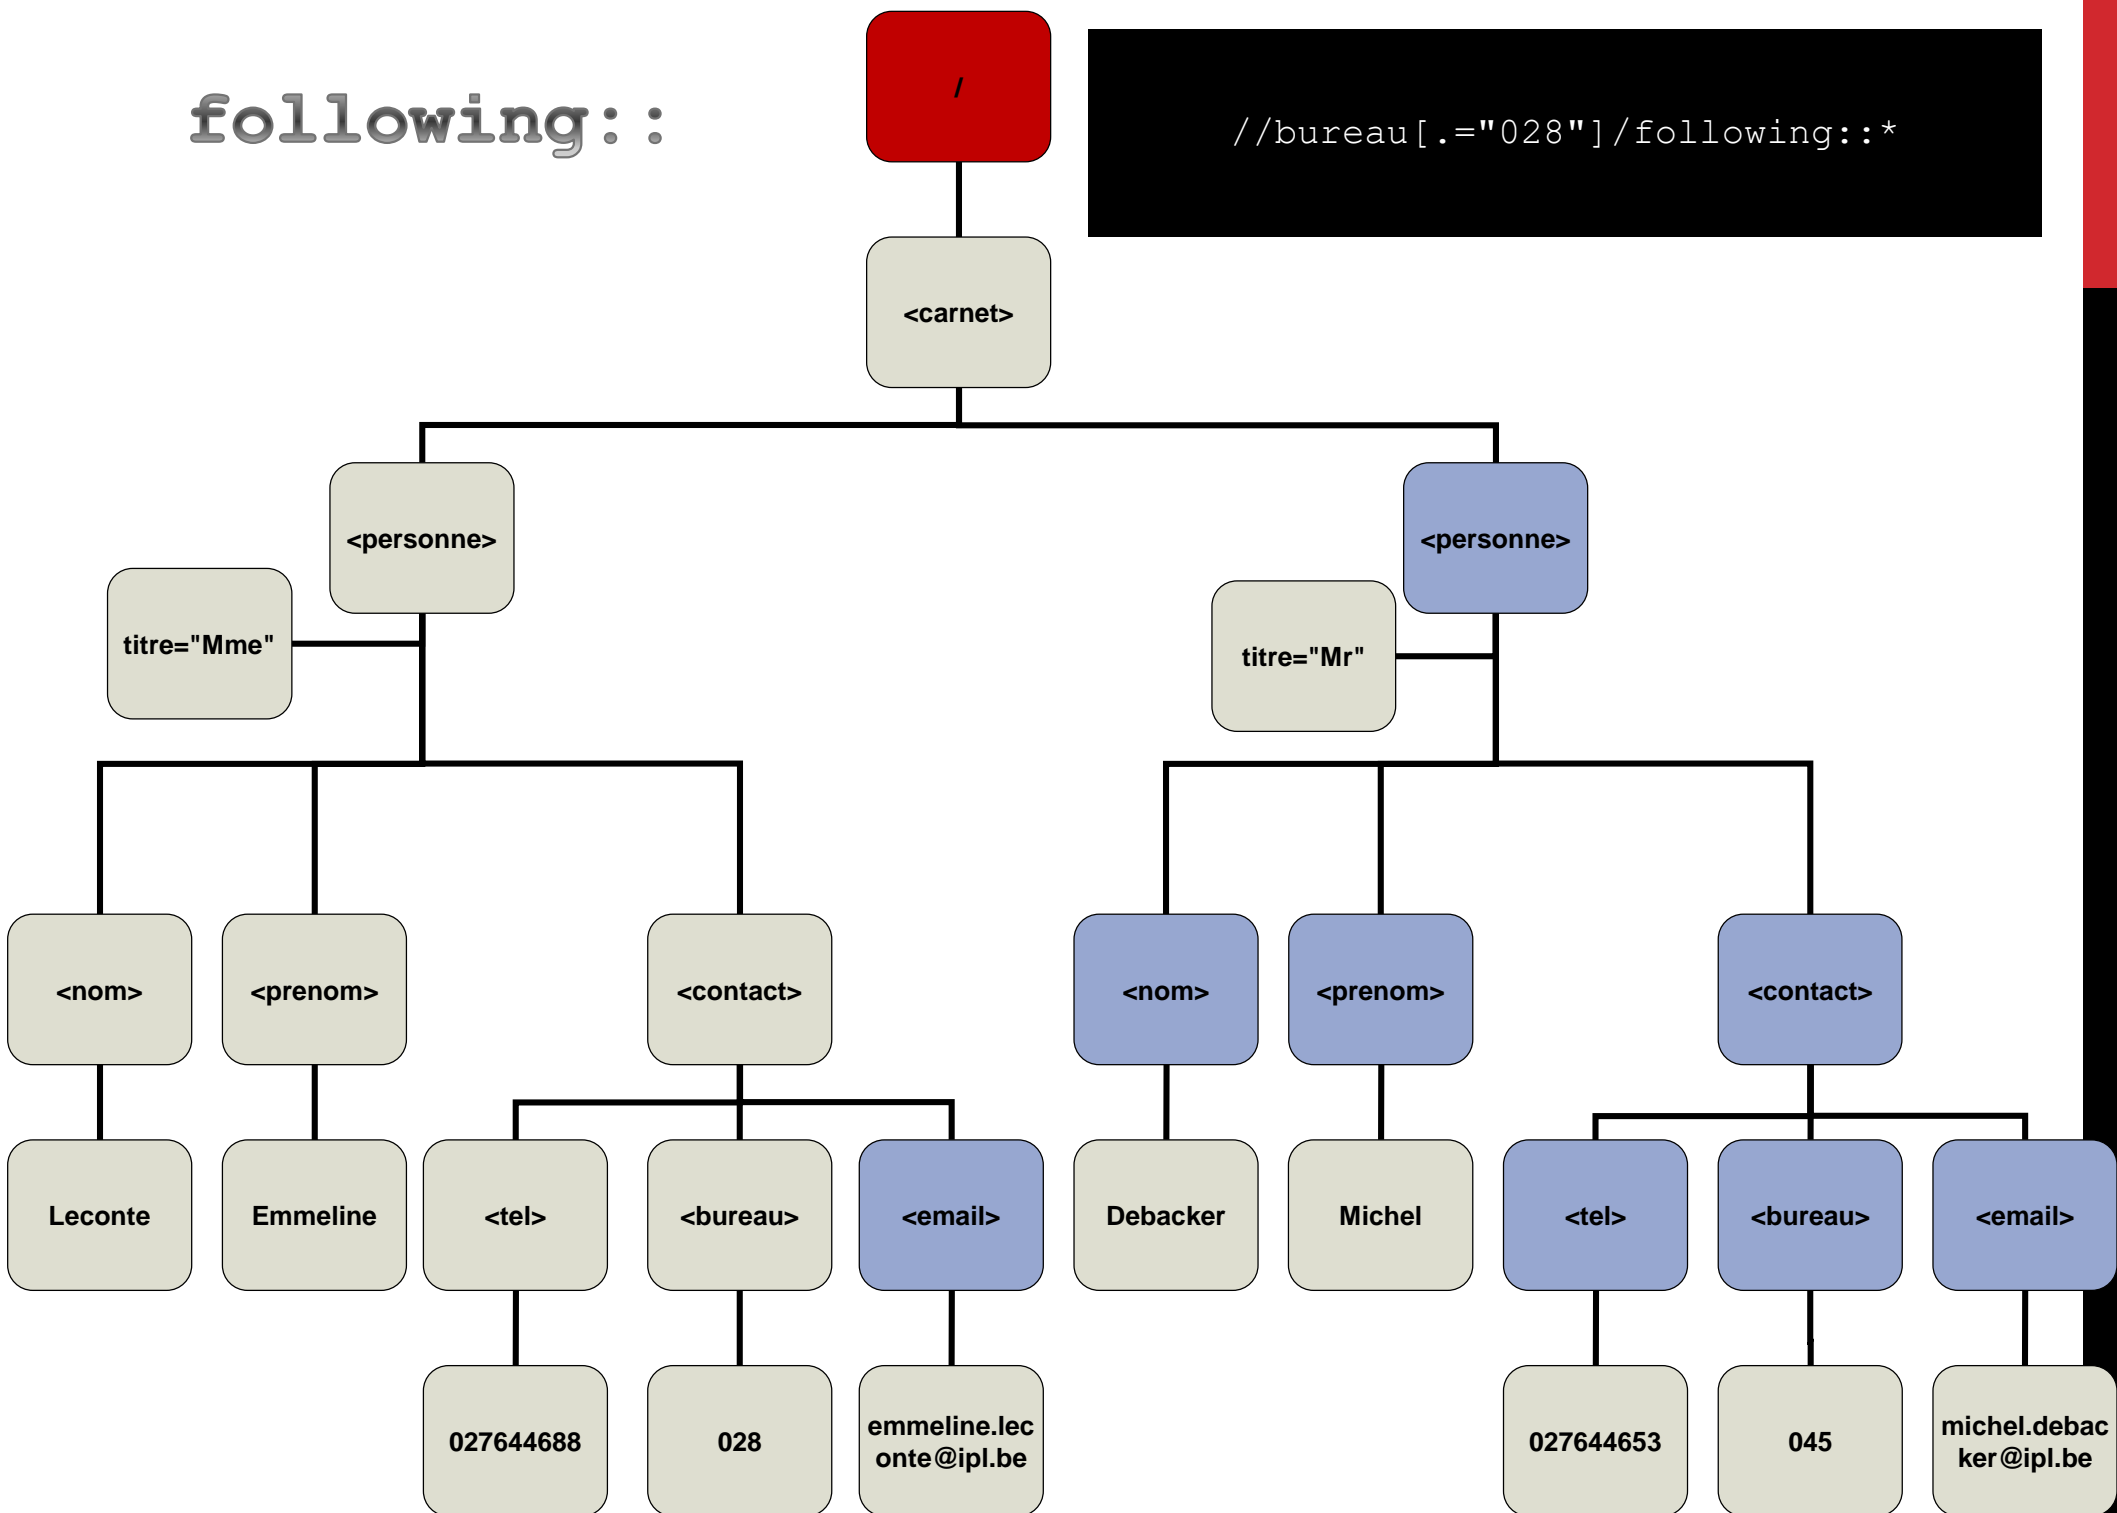 /
following::
//bureau[.="028"]/following::*
<carnet>
<personne>
<personne>
titre="Mme"
titre="Mr"
<nom>
<prenom>
<contact>
<nom>
<prenom>
<contact>
Leconte
Emmeline
<tel>
<bureau>
<email>
Debacker
Michel
<tel>
<bureau>
<email>
027644688
028
emmeline.lec
onte@ipl.be
027644653
045
michel.debac
ker@ipl.be